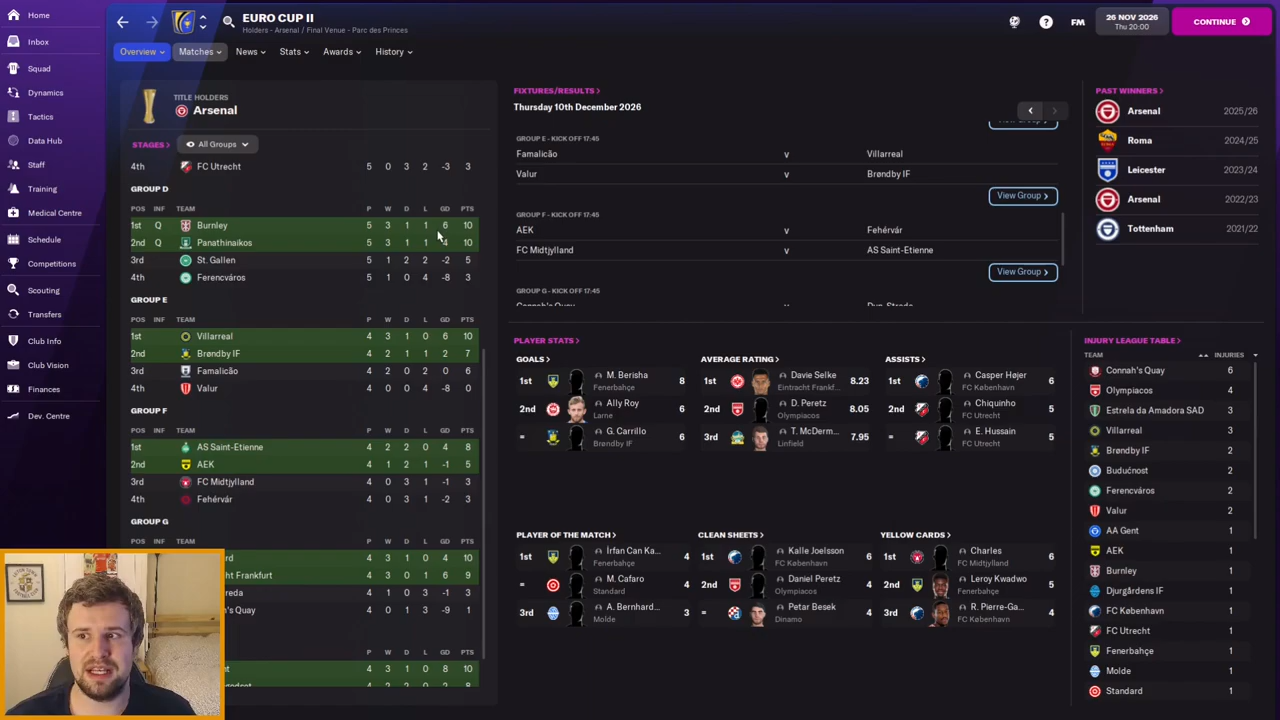 Home
EURO CUP II
Holders - Arsenal / Final Venue - Parc des Princes
FM
26 NOV 2026
Thu 20:00
CONTINUE
Inbox
Overview
Matches
News
Stats
Awards
History
Squad
Dynamics
Tactics
Data Hub
Staff
Training
Medical Centre
Schedule
Competitions
Scouting
Transfers
Club Info
Club Vision
Finances
Dev. Centre
TITLE HOLDERS
Arsenal
STAGES >
All Groups
4th FC Utrecht 5 0 3 2 -3 3
GROUP D
POS INF TEAM P W D L GD PTS
1st Q Burnley 5 3 1 1 6 10
2nd Q Panathinaikos 5 3 1 1 4 10
3rd St. Gallen 5 1 2 2 -2 5
4th Ferencváros 5 1 0 4 -8 3
GROUP E
POS INF TEAM P W D L GD PTS
1st Villarreal 4 3 1 0 6 10
2nd Brøndby IF 4 2 1 1 2 7
3rd Famalicão 4 2 0 2 0 6
4th Valur 4 0 0 4 -8 0
GROUP F
POS INF TEAM P W D L GD PTS
1st AS Saint-Etienne 4 2 2 0 4 8
2nd AEK 4 1 2 1 -1 5
3rd FC Midtjylland 4 0 3 1 -1 3
4th Fehérvár 4 0 3 1 -2 3
GROUP G
POS INF TEAM P W D L GD PTS
rd 4 3 1 0 4 10
ht Frankfurt 4 3 0 1 6 9
reda 4 0 1 3 -1 1
h's Quay 4 0 1 3 -9 1
P W D L GD PTS
nt 4 3 1 0 8 10
FIXTURES/RESULTS >
Thursday 10th December 2026
View Group >
GROUP E - KICK OFF 17:45
Famalicão v Villarreal
Valur v Brøndby IF
View Group >
GROUP F - KICK OFF 17:45
AEK v Fehérvár
FC Midtjylland v AS Saint-Etienne
View Group >
GROUP G - KICK OFF 17:45
Connah's Quay v
PAST WINNERS >
Arsenal 2025/26
Roma 2024/25
Leicester 2023/24
Arsenal 2022/23
Tottenham 2021/22
PLAYER STATS >
GOALS >
1st M. Berisha 8
Fenerbahçe
2nd Ally Roy 6
Larne
= G. Carrillo 6
Brøndby IF
AVERAGE RATING >
1st Davie Selke 8.23
Eintracht Frankf...
2nd D. Peretz 8.05
Olympiacos
3rd T. McDerm... 7.95
Linfield
ASSISTS >
1st Casper Højer 6
FC København
2nd Chiquinho 5
FC Utrecht
= E. Hussain 5
FC Utrecht
PLAYER OF THE MATCH >
1st İrfan Can Ka... 4
Fenerbahçe
= M. Cafaro 4
Standard
3rd A. Bernhard... 3
Molde
CLEAN SHEETS >
1st Kalle Joelsson 6
FC København
2nd Daniel Peretz 4
Olympiacos
= Petar Besek 4
Dinamo
YELLOW CARDS >
1st Charles 6
FC Midtjylland
2nd Leroy Kwadwo 5
Fenerbahçe
3rd R. Pierre-Ga... 4
FC København
INJURY LEAGUE TABLE >
TEAM INJURIES
Connah's Quay 6
Olympiacos 4
Estrela da Amadora SAD 3
Villarreal 3
Brøndby IF 2
Budućnost 2
Ferencváros 2
Valur 2
AA Gent 1
AEK 1
Burnley 1
Djurgårdens IF 1
FC København 1
FC Utrecht 1
Fenerbahçe 1
Molde 1
Standard 1